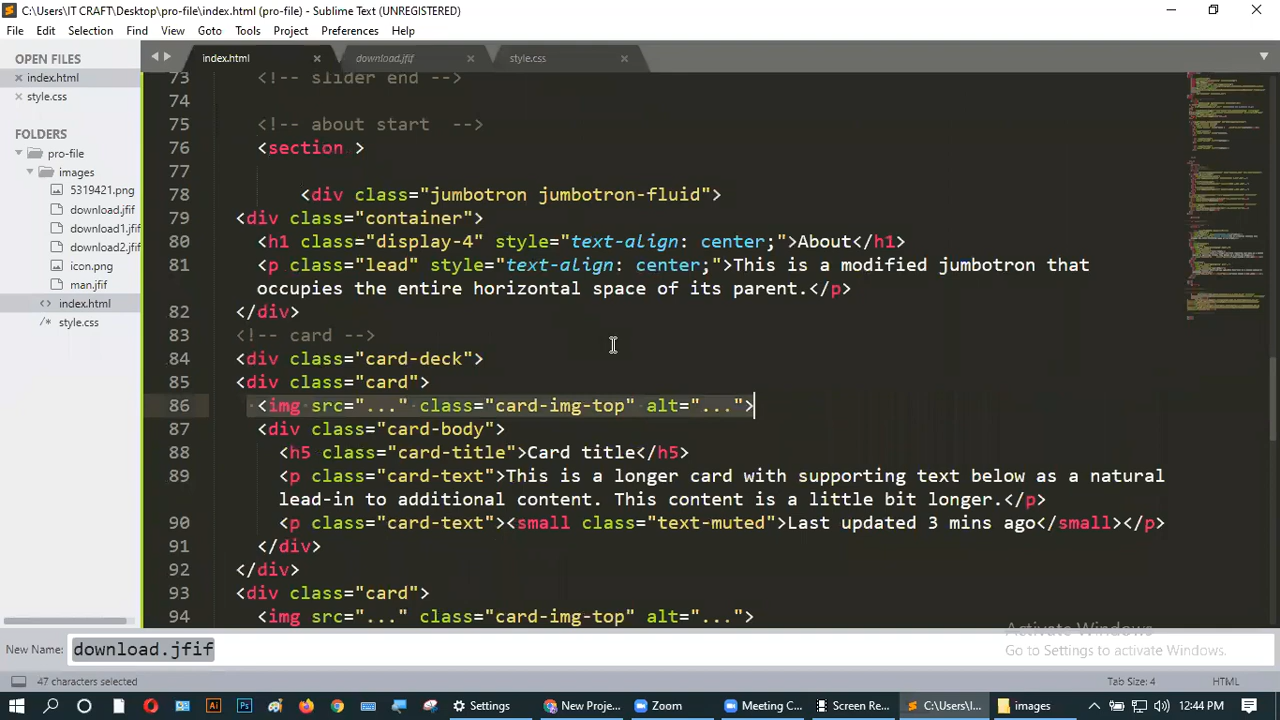 C:\Users\IT CRAFT\Desktop\pro-file\index.html (pro-file) - Sublime Text (UNREGISTERED)
File Edit Selection Find View Goto Tools Project Preferences Help
OPEN FILES
index.html
style.css
FOLDERS
pro-file
images
5319421.png
download.jfif
download1.jfif
download2.jfif
icon.png
man.jfif
index.html
style.css
index.html download.jfif style.css
73 <!-- slider end -->
74
75 <!-- about start  -->
76 <section >
77
78 <div class="jumbotron jumbotron-fluid">
79 <div class="container">
80 <h1 class="display-4" style="text-align: center;">About</h1>
81 <p class="lead" style="text-align: center;">This is a modified jumbotron that
occupies the entire horizontal space of its parent.</p>
82 </div>
83 <!-- card -->
84 <div class="card-deck">
85 <div class="card">
86 <img src="..." class="card-img-top" alt="...">
87 <div class="card-body">
88 <h5 class="card-title">Card title</h5>
89 <p class="card-text">This is a longer card with supporting text below as a natural
lead-in to additional content. This content is a little bit longer.</p>
90 <p class="card-text"><small class="text-muted">Last updated 3 mins ago</small></p>
91 </div>
92 </div>
93 <div class="card">
94 <img src="..." class="card-img-top" alt="...">
Activate Windows
Go to Settings to activate Windows.
New Name: download.jfif
47 characters selected Tab Size: 4 HTML
Settings New Proje... Zoom Meeting C... Screen Re... C:\Users\I... images 12:44 PM